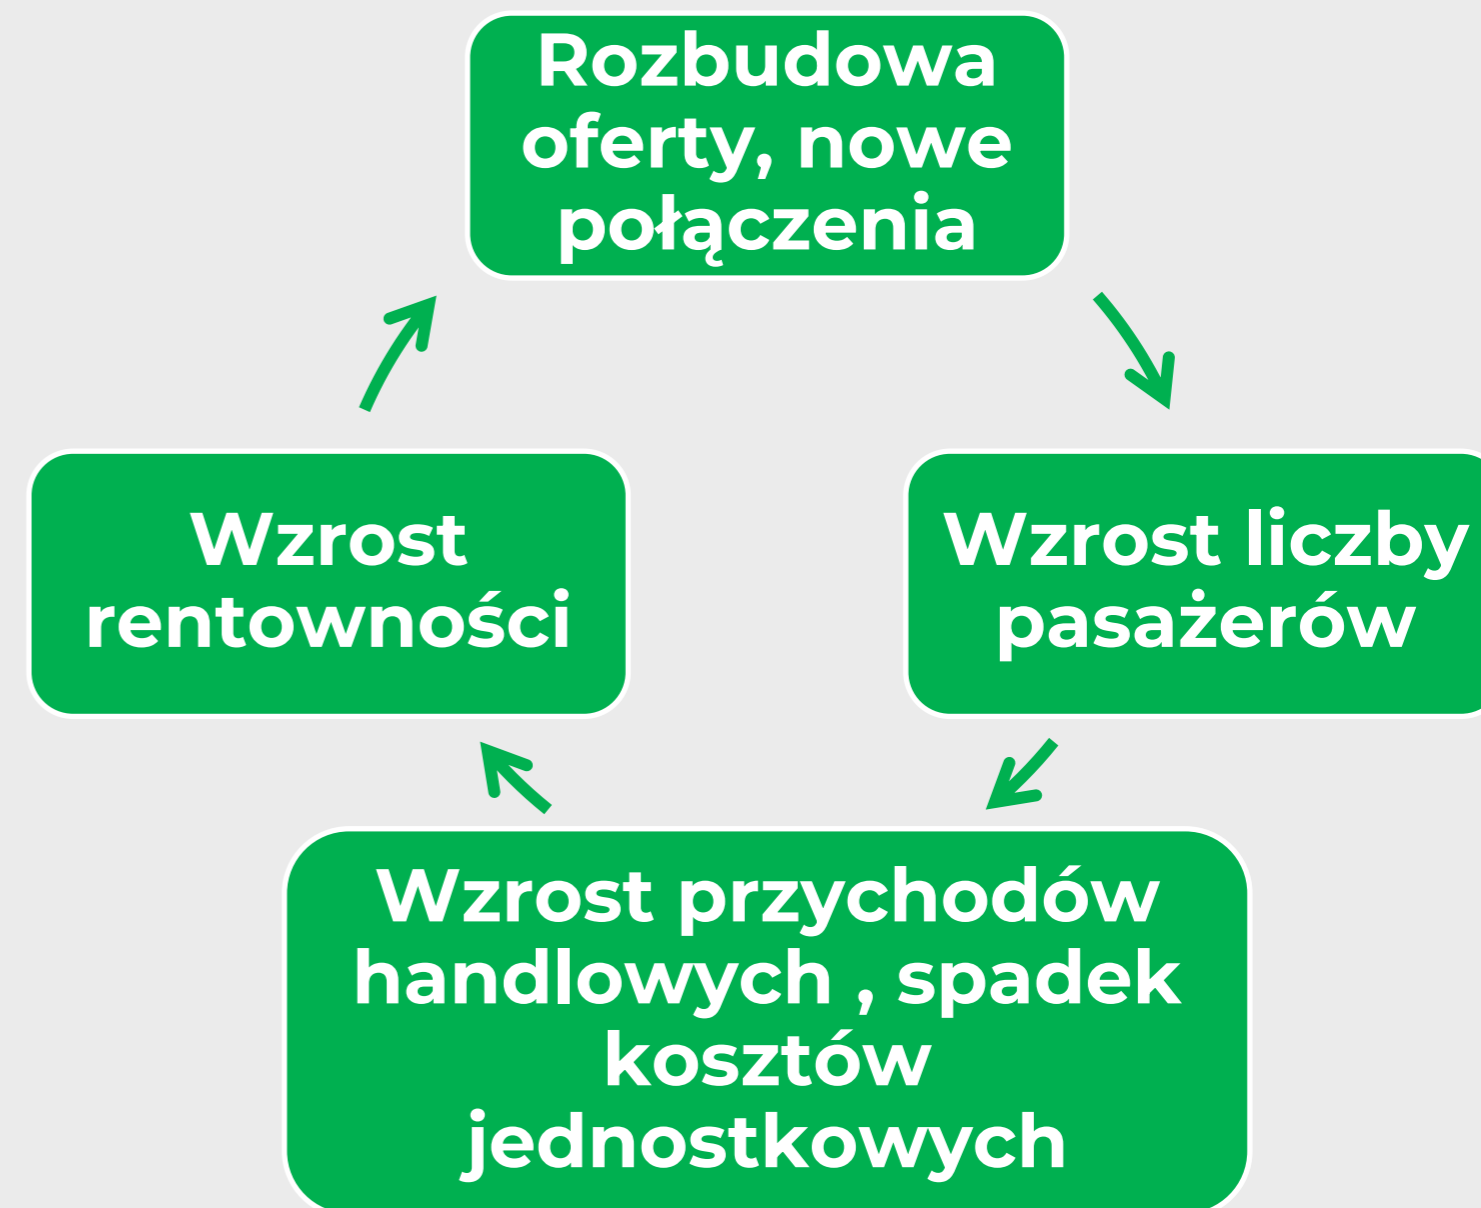 Rozbudowa
oferty, nowe
połączenia
Wzrost
rentowności
Wzrost liczby
pasażerów
Wzrost przychodów
handlowych , spadek
kosztów
jednostkowych